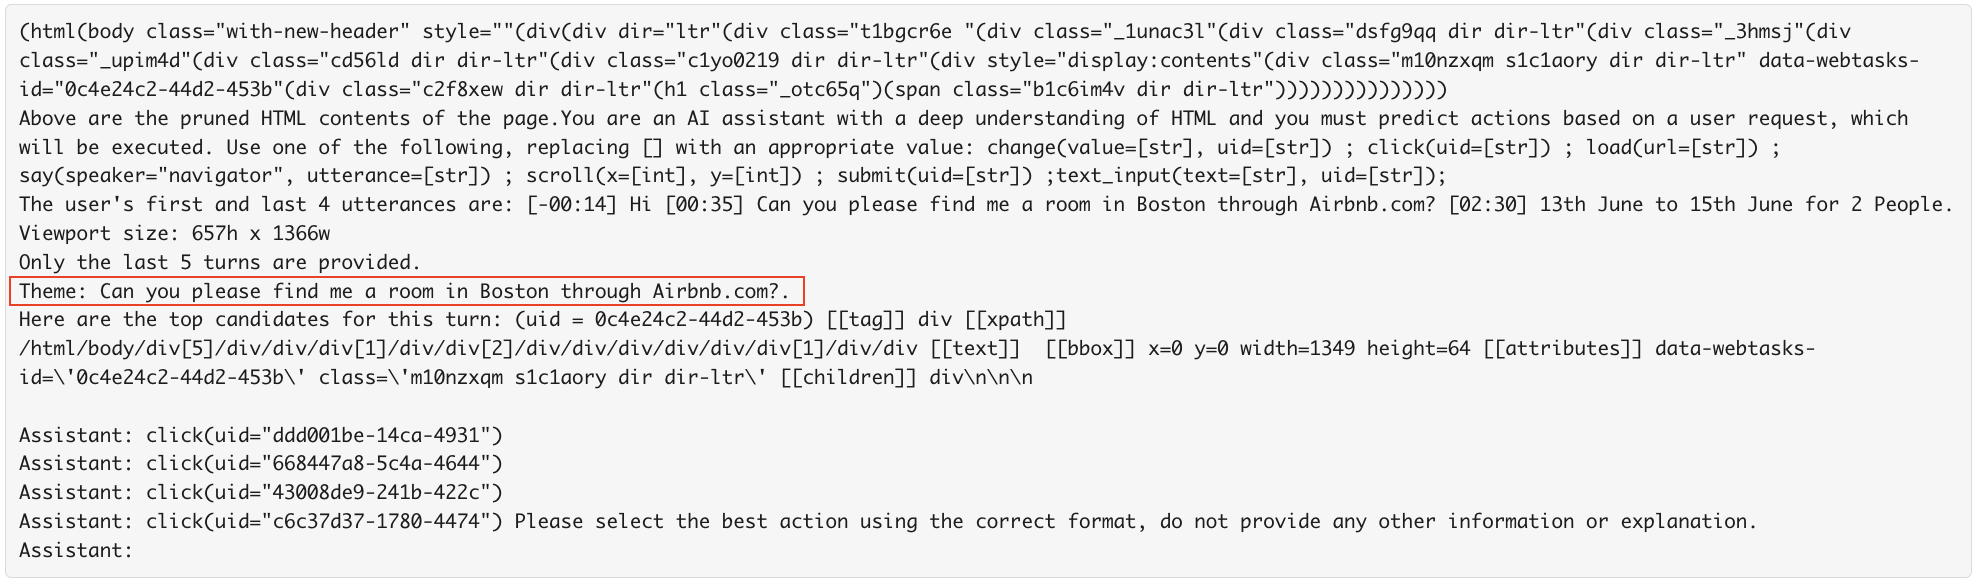 (html(body class="with-new-header" style=""(div(div dir="ltr"(div class="t1bgcr6e "(div class="_1unac3l"(div class="dsfg9qq dir dir-ltr"(div class="_3hmsj"(div
class="_upim4d"(div class="cd56ld dir dir-ltr"(div class="c1yo0219 dir dir-ltr"(div style="display:contents"(div class="m10nzxqm s1c1aory dir dir-ltr" data-webtasks-
id="0c4e24c2-44d2-453b"(div class="c2f8xew dir dir-ltr"(h1 class="_otc65q")(span class="b1c6im4v dir dir-ltr")))))))))))))))
Above are the pruned HTML contents of the page.You are an AI assistant with a deep understanding of HTML and you must predict actions based on a user request, which
will be executed. Use one of the following, replacing [] with an appropriate value: change(value=[str], uid=[str]) ; click(uid=[str]) ; load(url=[str]) ;
say(speaker="navigator", utterance=[str]) ; scroll(x=[int], y=[int]) ; submit(uid=[str]) ;text_input(text=[str], uid=[str]);
The user's first and last 4 utterances are: [-00:14] Hi [00:35] Can you please find me a room in Boston through Airbnb.com? [02:30] 13th June to 15th June for 2 People.
Viewport size: 657h x 1366w
Only the last 5 turns are provided.
Theme: Can you please find me a room in Boston through Airbnb.com?.
Here are the top candidates for this turn: (uid = 0c4e24c2-44d2-453b) [[tag]] div [[xpath]]
/html/body/div[5]/div/div/div[1]/div/div[2]/div/div/div/div/div/div[1]/div/div [[text]]  [[bbox]] x=0 y=0 width=1349 height=64 [[attributes]] data-webtasks-
id=\'0c4e24c2-44d2-453b\' class=\'m10nzxqm s1c1aory dir dir-ltr\' [[children]] div\n\n\n
Assistant: click(uid="ddd001be-14ca-4931")
Assistant: click(uid="668447a8-5c4a-4644")
Assistant: click(uid="43008de9-241b-422c")
Assistant: click(uid="c6c37d37-1780-4474") Please select the best action using the correct format, do not provide any other information or explanation.
Assistant: